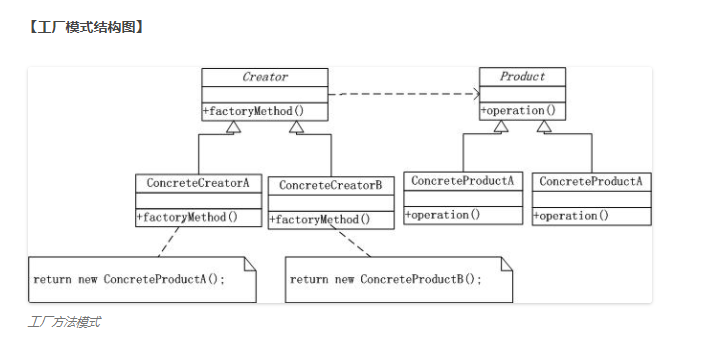 【工厂模式结构图】
Creator
+factoryMethod()
Product
+operation()
ConcreteCreatorA
+factoryMethod()
ConcreteCreatorB
+factoryMethod()
ConcreteProductA
+operation()
ConcreteProductA
+operation()
return new ConcreteProductA();
return new ConcreteProductB();
工厂方法模式